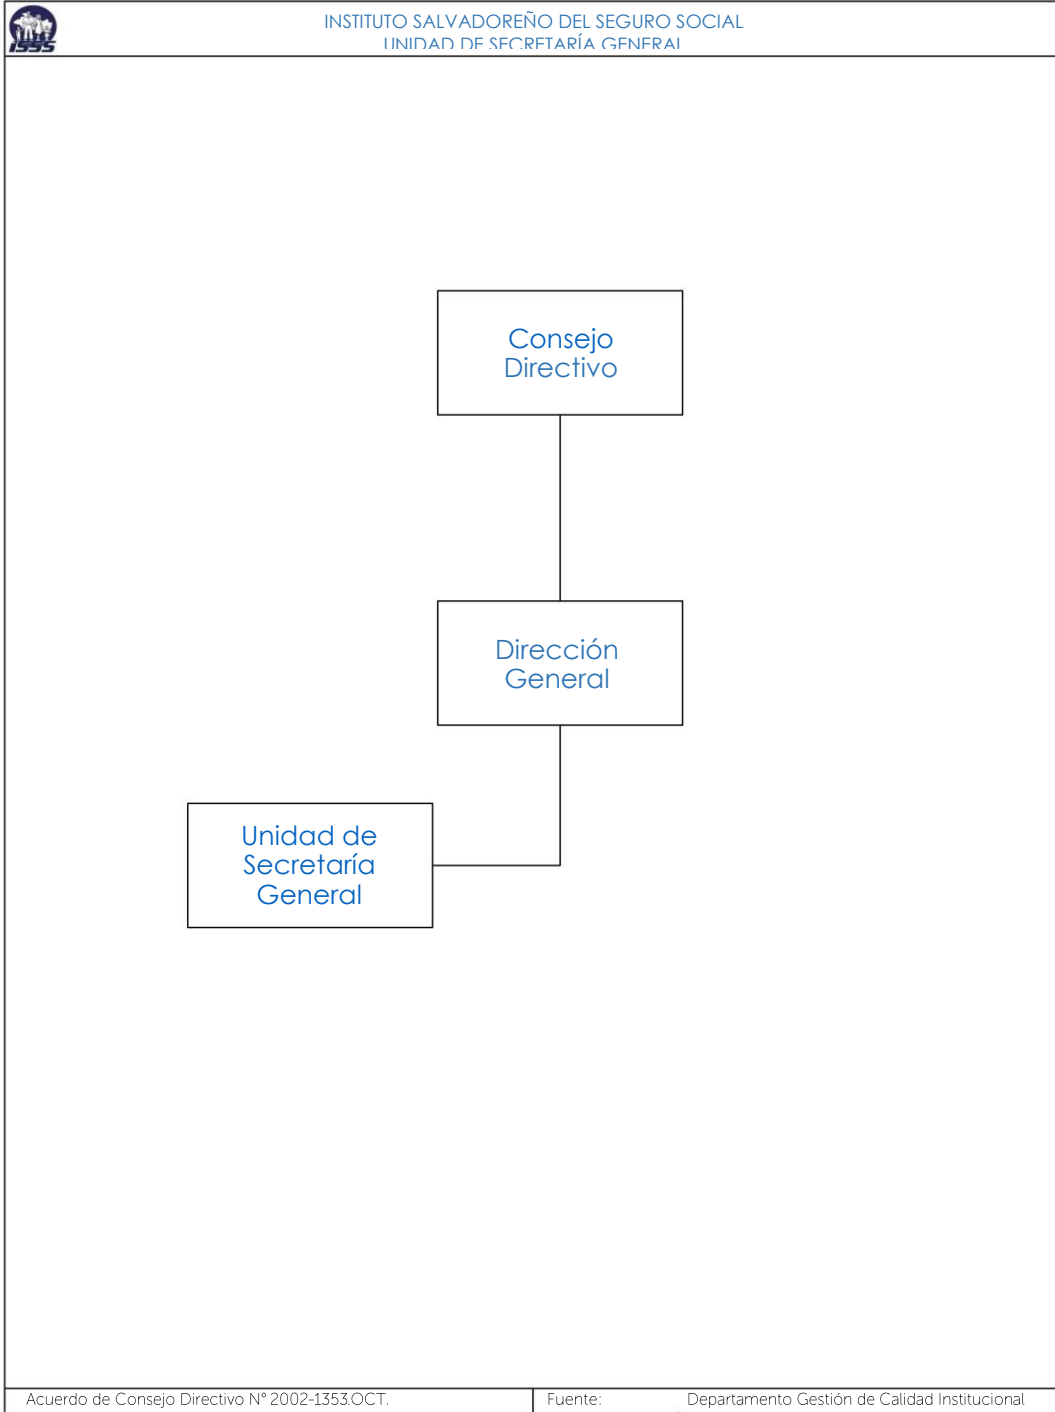 ISSS
INSTITUTO SALVADOREÑO DEL SEGURO SOCIAL
UNIDAD DE SECRETARÍA GENERAL
Consejo
Directivo
Dirección
General
Unidad de
Secretaría
General
Acuerdo de Consejo Directivo N° 2002-1353.OCT.
Fuente: Departamento Gestión de Calidad Institucional